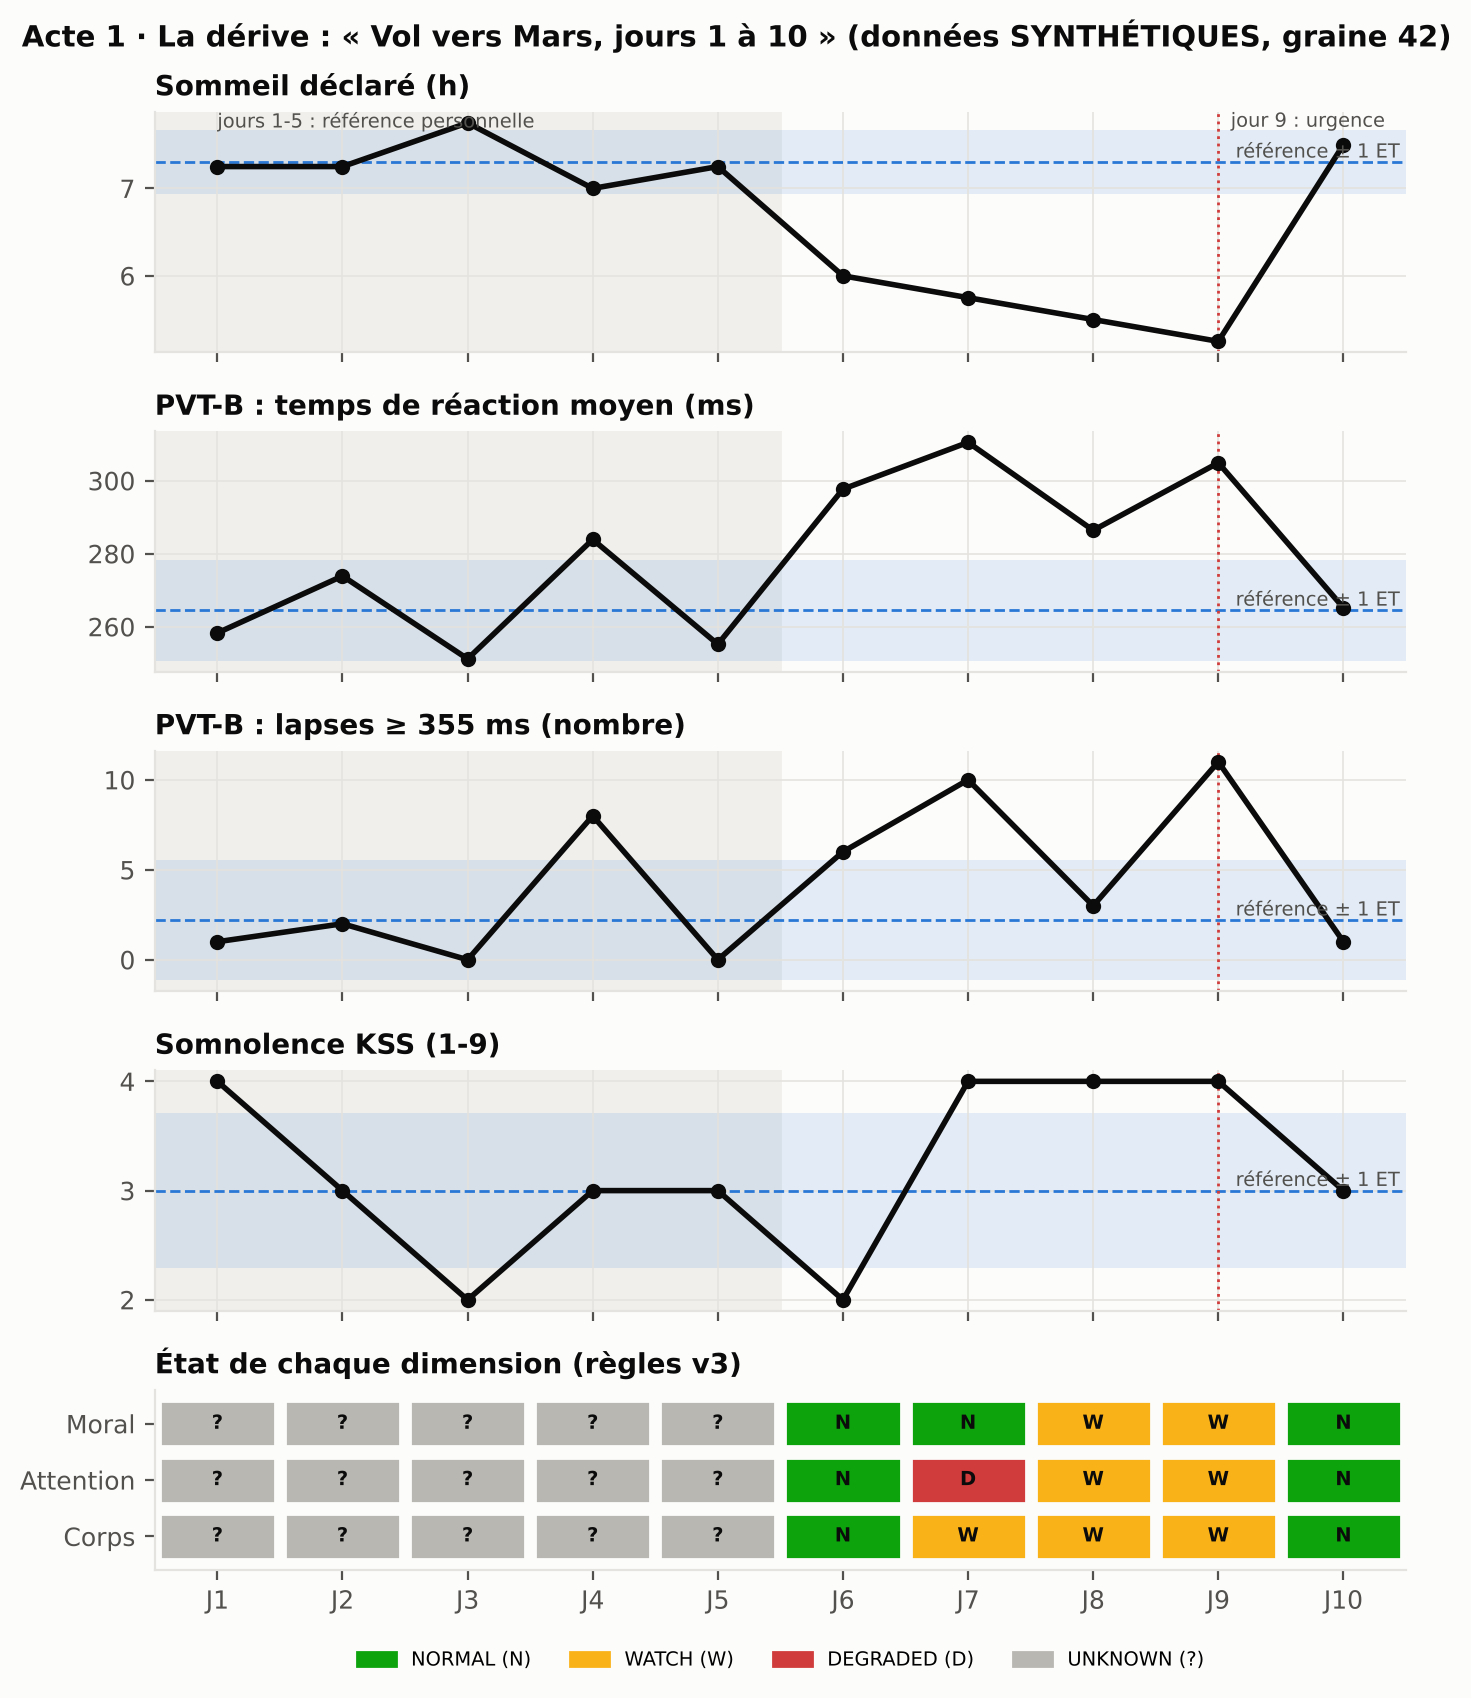 Acte 1 · La dérive : « Vol vers Mars, jours 1 à 10 » (données SYNTHÉTIQUES, graine 42)
Sommeil déclaré (h)
jours 1-5 : référence personnelle
jour 9 : urgence
référence ± 1 ET
7
6
PVT-B : temps de réaction moyen (ms)
300
280
260
référence ± 1 ET
PVT-B : lapses ≥ 355 ms (nombre)
10
5
0
référence ± 1 ET
Somnolence KSS (1-9)
4
3
2
référence ± 1 ET
État de chaque dimension (règles v3)
Moral ? ? ? ? ? N N W W N
Attention ? ? ? ? ? N D W W N
Corps ? ? ? ? ? N W W W N
J1 J2 J3 J4 J5 J6 J7 J8 J9 J10
NORMAL (N) WATCH (W) DEGRADED (D) UNKNOWN (?)